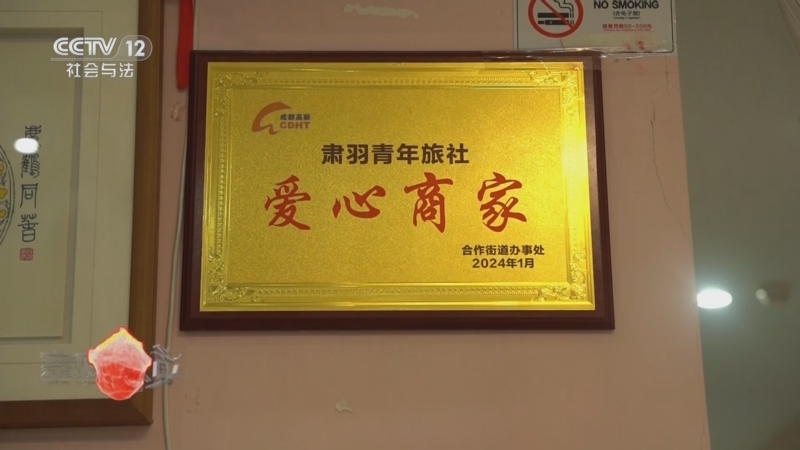 CCTV 12
社会与法
NO SMOKING
成都高新
CDHT
肃羽青年旅社
爱心商家
合作街道办事处
2024年1月